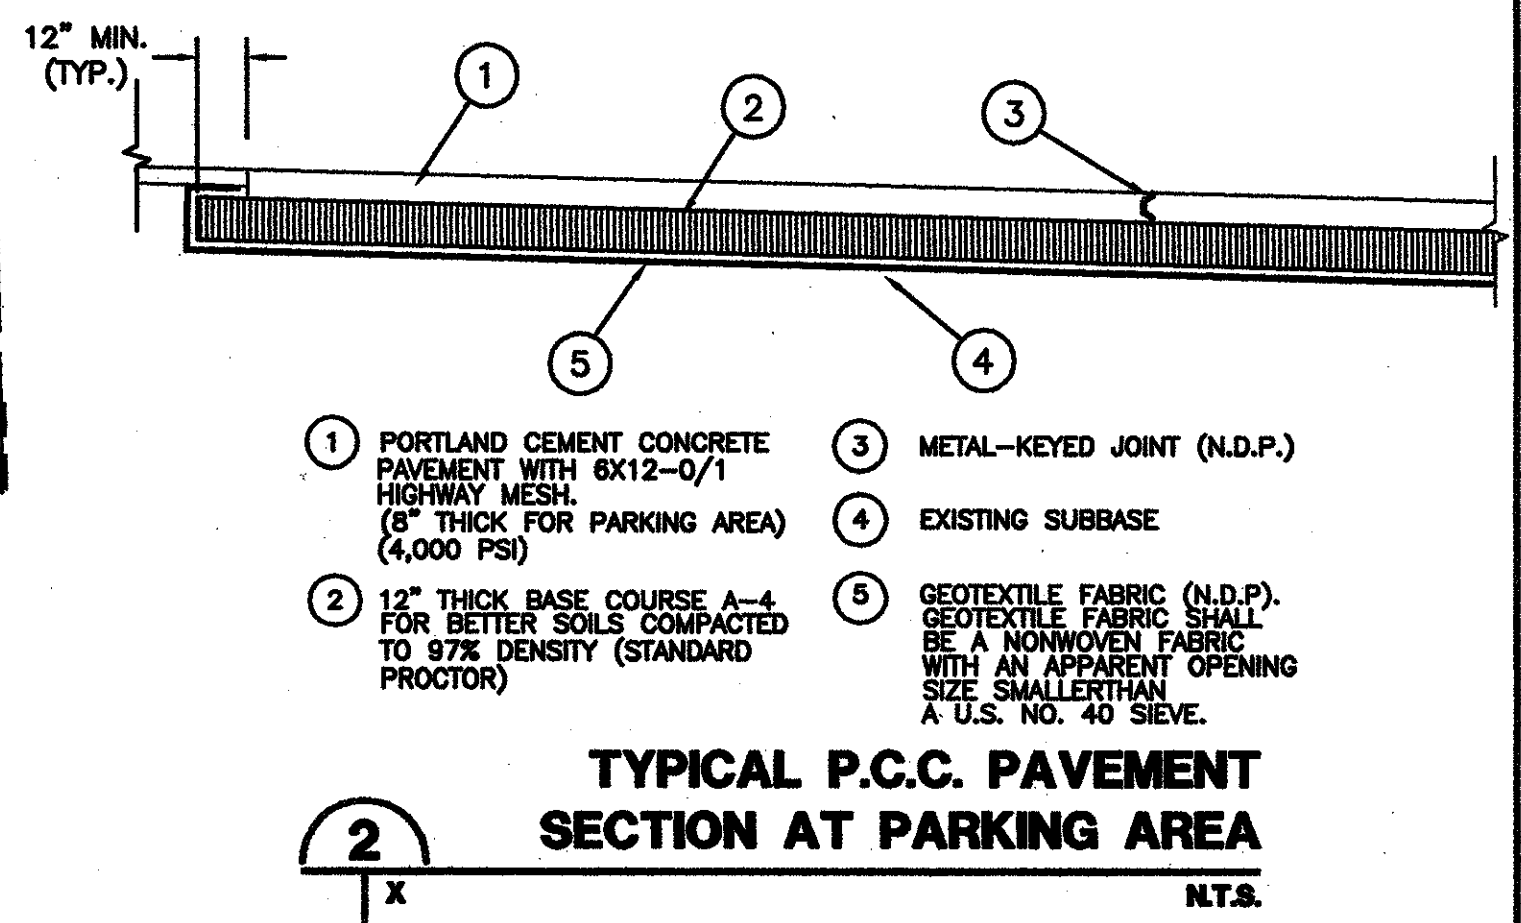 12" MIN.
(TYP.)
1
2
3
5
4
1 PORTLAND CEMENT CONCRETE
PAVEMENT WITH 6X12-0/1
HIGHWAY MESH.
(8" THICK FOR PARKING AREA)
(4,000 PSI)
2 12" THICK BASE COURSE A-4
FOR BETTER SOILS COMPACTED
TO 97% DENSITY (STANDARD
PROCTOR)
3 METAL-KEYED JOINT (N.D.P.)
4 EXISTING SUBBASE
5 GEOTEXTILE FABRIC (N.D.P).
GEOTEXTILE FABRIC SHALL
BE A NONWOVEN FABRIC
WITH AN APPARENT OPENING
SIZE SMALLERTHAN
A U.S. NO. 40 SIEVE.
TYPICAL P.C.C. PAVEMENT
SECTION AT PARKING AREA
2
X
N.T.S.